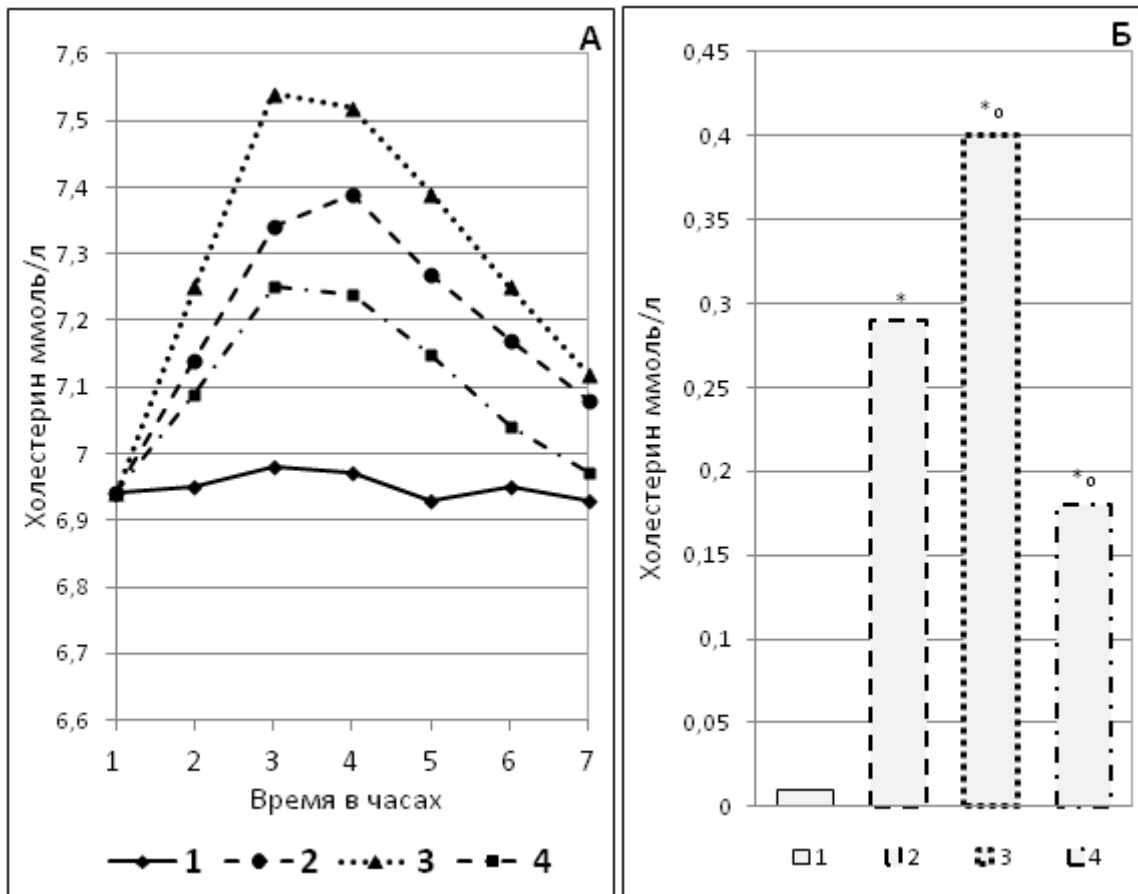 А
Холестерин ммоль/л
7,6
7,5
7,4
7,3
7,2
7,1
7
6,9
6,8
6,7
6,6
1 2 3 4 5 6 7
Время в часах
1 2 3 4
Б
Холестерин ммоль/л
0,45
0,4
0,35
0,3
0,25
0,2
0,15
0,1
0,05
0
*
*о
*о
1 2 3 4